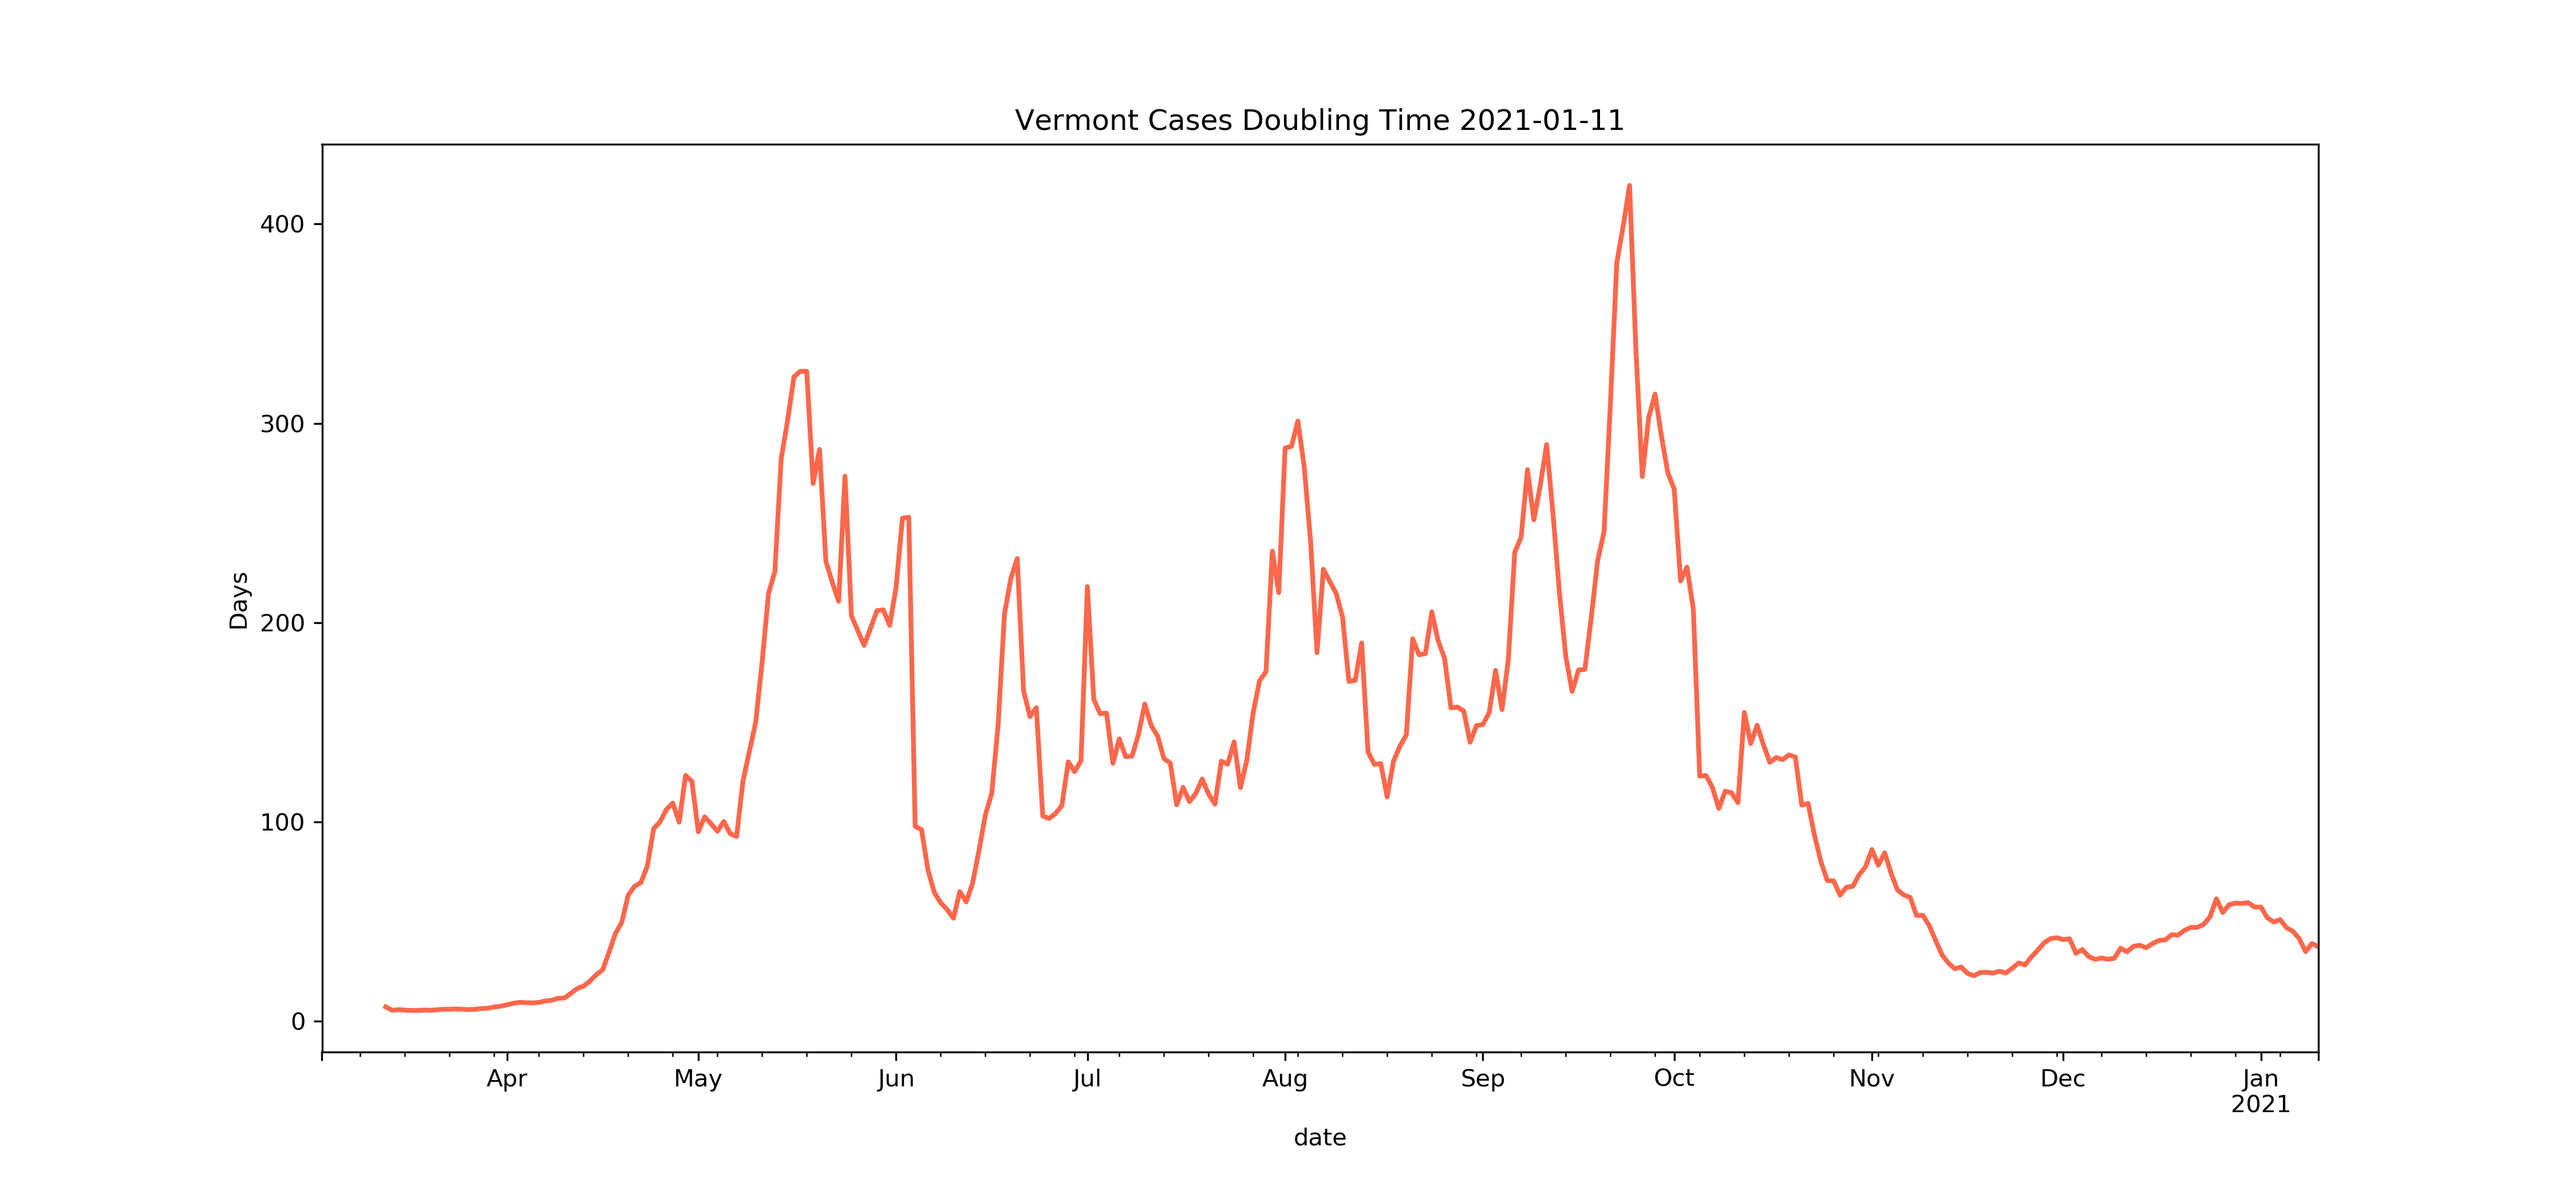 Vermont Cases Doubling Time 2021-01-11
400
300
200
100
0
Days
Apr May Jun Jul Aug Sep Oct Nov Dec Jan
2021
date